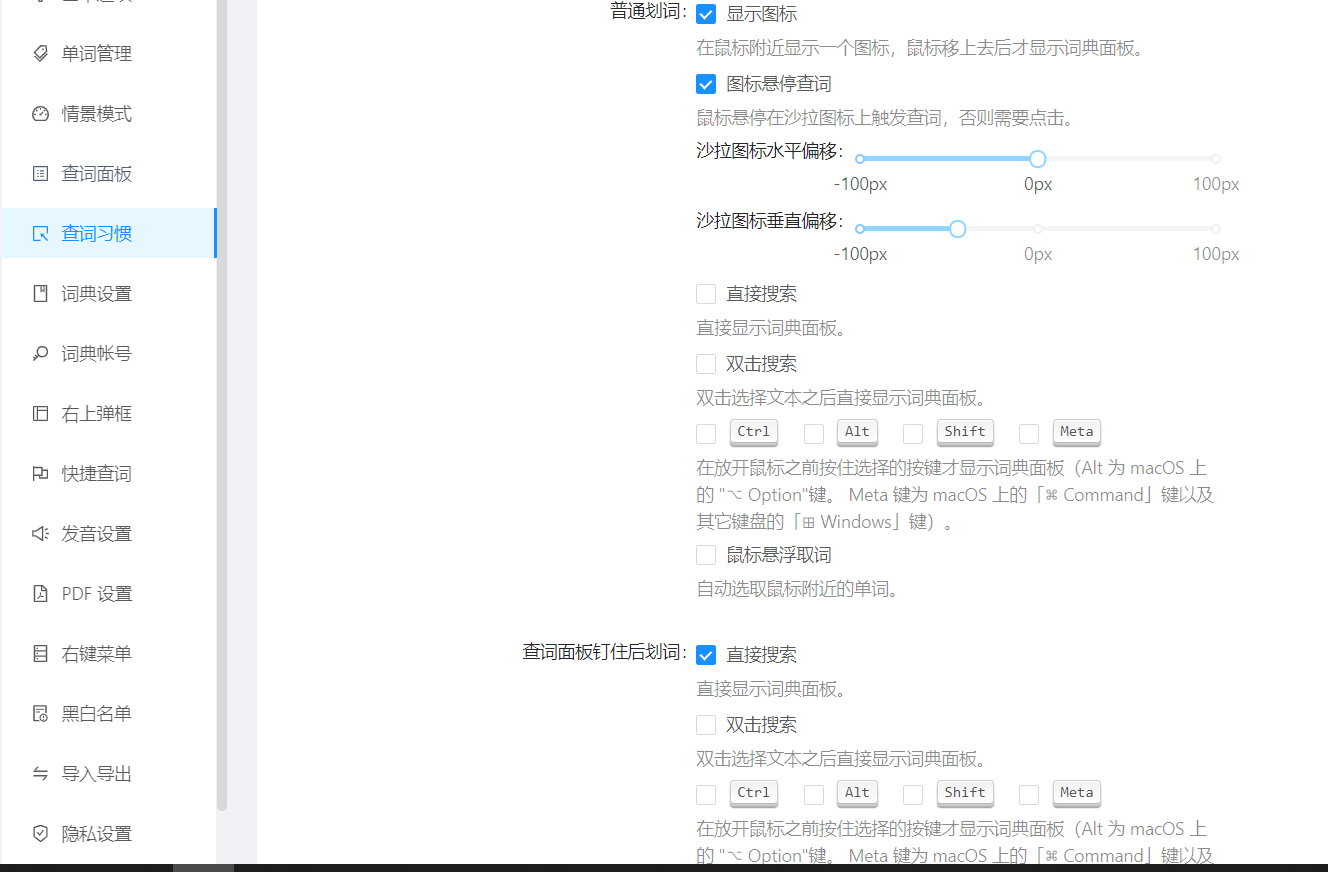 单词管理
情景模式
查词面板
查词习惯
词典设置
词典帐号
右上弹框
快捷查词
发音设置
PDF 设置
右键菜单
黑白名单
导入导出
隐私设置
普通划词: 显示图标
在鼠标附近显示一个图标，鼠标移上去后才显示词典面板。
图标悬停查词
鼠标悬停在沙拉图标上触发查词，否则需要点击。
沙拉图标水平偏移:
-100px 0px 100px
沙拉图标垂直偏移:
-100px 0px 100px
直接搜索
直接显示词典面板。
双击搜索
双击选择文本之后直接显示词典面板。
Ctrl Alt Shift Meta
在放开鼠标之前按住选择的按键才显示词典面板（Alt 为 macOS 上
的 "⌥ Option"键。 Meta 键为 macOS 上的「⌘ Command」键以及
其它键盘的「⊞ Windows」键）。
鼠标悬浮取词
自动选取鼠标附近的单词。
查词面板钉住后划词: 直接搜索
直接显示词典面板。
双击搜索
双击选择文本之后直接显示词典面板。
Ctrl Alt Shift Meta
在放开鼠标之前按住选择的按键才显示词典面板（Alt 为 macOS 上
的 "⌥ Option"键。 Meta 键为 macOS 上的「⌘ Command」键以及